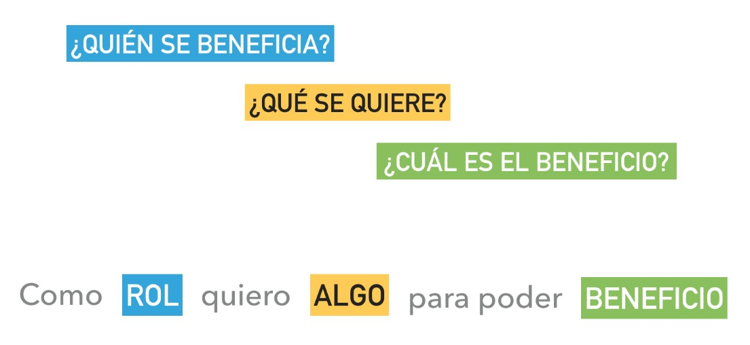 ¿QUIÉN SE BENEFICIA?
¿QUÉ SE QUIERE?
¿CUÁL ES EL BENEFICIO?
Como ROL quiero ALGO para poder BENEFICIO